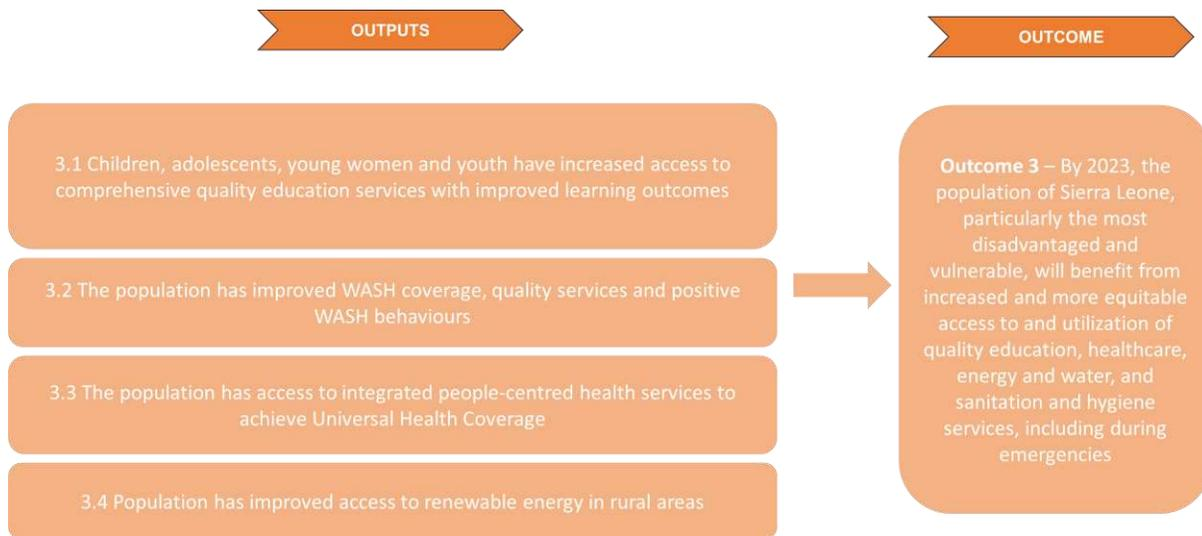 OUTPUTS
OUTCOME
3.1 Children, adolescents, young women and youth have increased access to
comprehensive quality education services with improved learning outcomes
3.2 The population has improved WASH coverage, quality services and positive
WASH behaviours
3.3 The population has access to integrated people-centred health services to
achieve Universal Health Coverage
3.4 Population has improved access to renewable energy in rural areas
Outcome 3 – By 2023, the
population of Sierra Leone,
particularly the most
disadvantaged and
vulnerable, will benefit from
increased and more equitable
access to and utilization of
quality education, healthcare,
energy and water, and
sanitation and hygiene
services, including during
emergencies